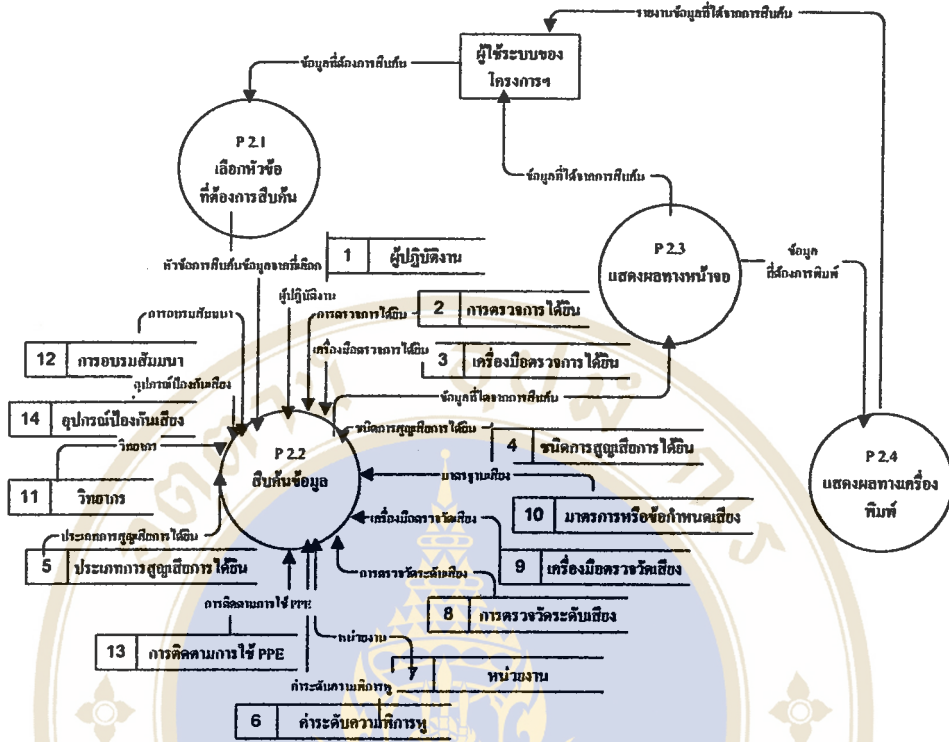 รายงานข้อมูลที่ได้จากการสืบค้น
ผู้ใช้ระบบของ
โครงการฯ
ข้อมูลที่ต้องการสืบค้น
P 2.1
เลือกหัวข้อ
ที่ต้องการสืบค้น
ข้อมูลที่ได้จากการสืบค้น
P 2.3
แสดงผลทางหน้าจอ
ข้อมูล
ที่ต้องการพิมพ์
หัวข้อการสืบค้นข้อมูลจากที่เลือก
1 ผู้ปฏิบัติงาน
ผู้ปฏิบัติงาน
การอบรมสัมมนา
การตรวจการได้ยิน
2 การตรวจการได้ยิน
12 การอบรมสัมมนา
เครื่องมือตรวจการได้ยิน
3 เครื่องมือตรวจการได้ยิน
อุปกรณ์ป้องกันเสียง
ข้อมูลที่ได้จากการสืบค้น
14 อุปกรณ์ป้องกันเสียง
ชนิดการสูญเสียการได้ยิน
4 ชนิดการสูญเสียการได้ยิน
วิทยากร
P 2.2
สืบค้นข้อมูล
P 2.4
แสดงผลทางเครื่อง
พิมพ์
มาตรฐานเสียง
11 วิทยากร
10 มาตรการหรือข้อกำหนดเสียง
เครื่องมือตรวจวัดเสียง
ประเภทการสูญเสียการได้ยิน
5 ประเภทการสูญเสียการได้ยิน
9 เครื่องมือตรวจวัดเสียง
การตรวจวัดระดับเสียง
การติดตามการใช้ PPE
8 การตรวจวัดระดับเสียง
หน่วยงาน
13 การติดตามการใช้ PPE
7 หน่วยงาน
ค่าระดับความพิการหู
6 ค่าระดับความพิการหู